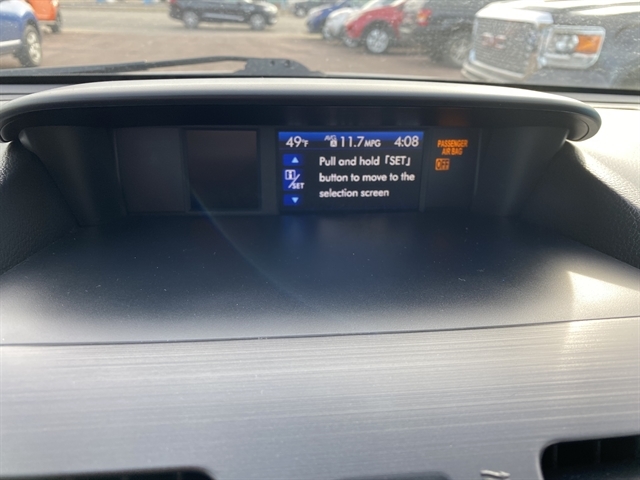 49°F AVG A 11.7MPG 4:08
Pull and hold「SET」
button to move to the
selection screen
/SET
PASSENGER
AIR BAG
OFF
GMC